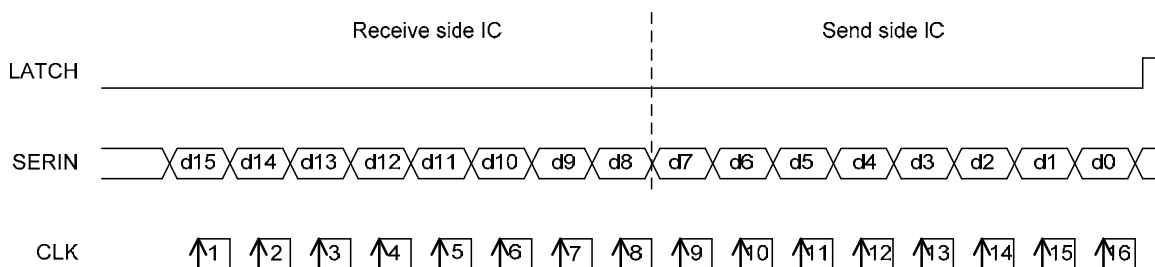 Receive side IC Send side IC
LATCH
SERIN d15 d14 d13 d12 d11 d10 d9 d8 d7 d6 d5 d4 d3 d2 d1 d0
CLK 1 2 3 4 5 6 7 8 9 10 11 12 13 14 15 16